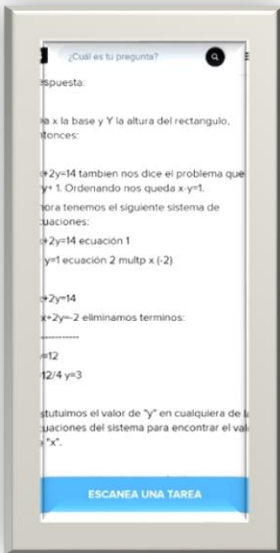 ¿Cuál es tu pregunta?
spuesta:
a x la base y Y la altura del rectangulo,
tonces:
+2y=14 tambien nos dice el problema que
y+ 1. Ordenando nos queda x-y=1.
ora tenemos el siguiente sistema de
uaciones:
+2y=14 ecuación 1
y=1 ecuación 2 multp x (-2)
+2y=14
x+2y=-2 eliminamos terminos:
------------
=12
12/4 y=3
stutuimos el valor de "y" en cualquiera de l
uaciones del sistema para encontrar el val
"x".
ESCANEA UNA TAREA